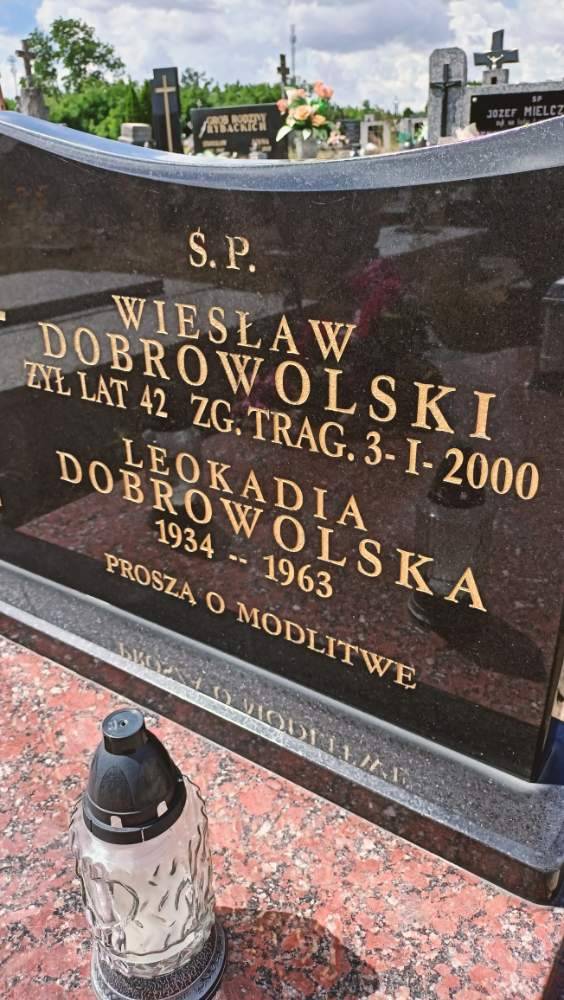 GRÓB RODZINY
RYBACKICH
Ś P
JÓZEF MIELCZ
Ś. P.
WIESŁAW
DOBROWOLSKI
ŻYŁ LAT 42 ZG. TRAG. 3-I-2000
LEOKADIA
DOBROWOLSKA
1934 -- 1963
PROSZĄ O MODLITWĘ